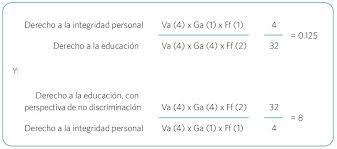 Derecho a la integridad personal Va (4) x Ga (1) x Ff (1) 4
= 0.125
Derecho a la educación Va (4) x Ga (4) x Ff (2) 32
Y:
Derecho a la educación, con
perspectiva de no discriminación Va (4) x Ga (4) x Ff (2) 32
= 8
Derecho a la integridad personal Va (4) x Ga (1) x Ff (1) 4